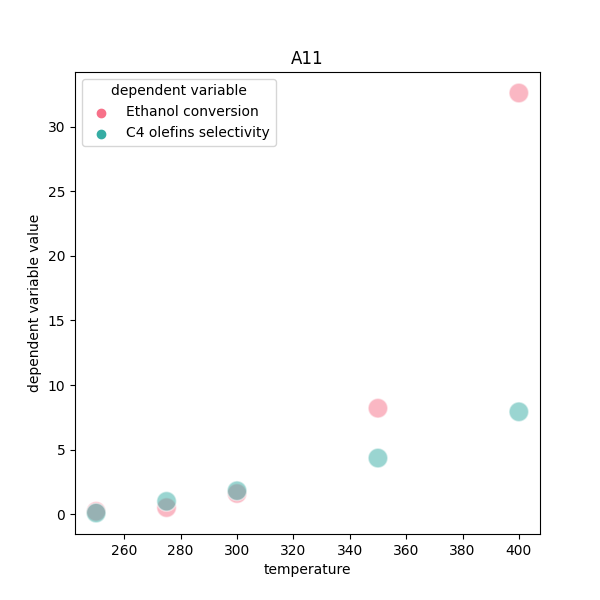 A11
dependent variable
Ethanol conversion
C4 olefins selectivity
dependent variable value
30
25
20
15
10
5
0
260 280 300 320 340 360 380 400
temperature